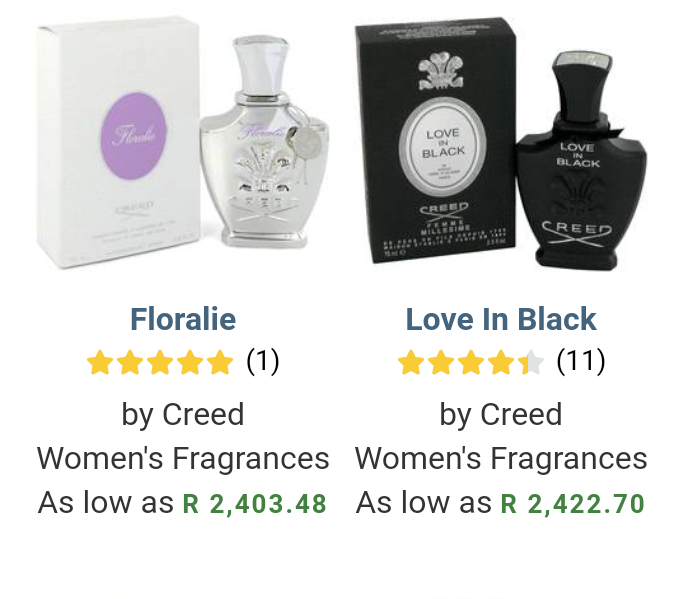 Floralie
CREED
Floralie
LOVE
IN
BLACK
CREED
FEMME
MILLESIME
75 ml e
LOVE
IN
BLACK
CREED
Floralie
Love In Black
(1)
(11)
by Creed
by Creed
Women's Fragrances
Women's Fragrances
As low as R 2,403.48
As low as R 2,422.70